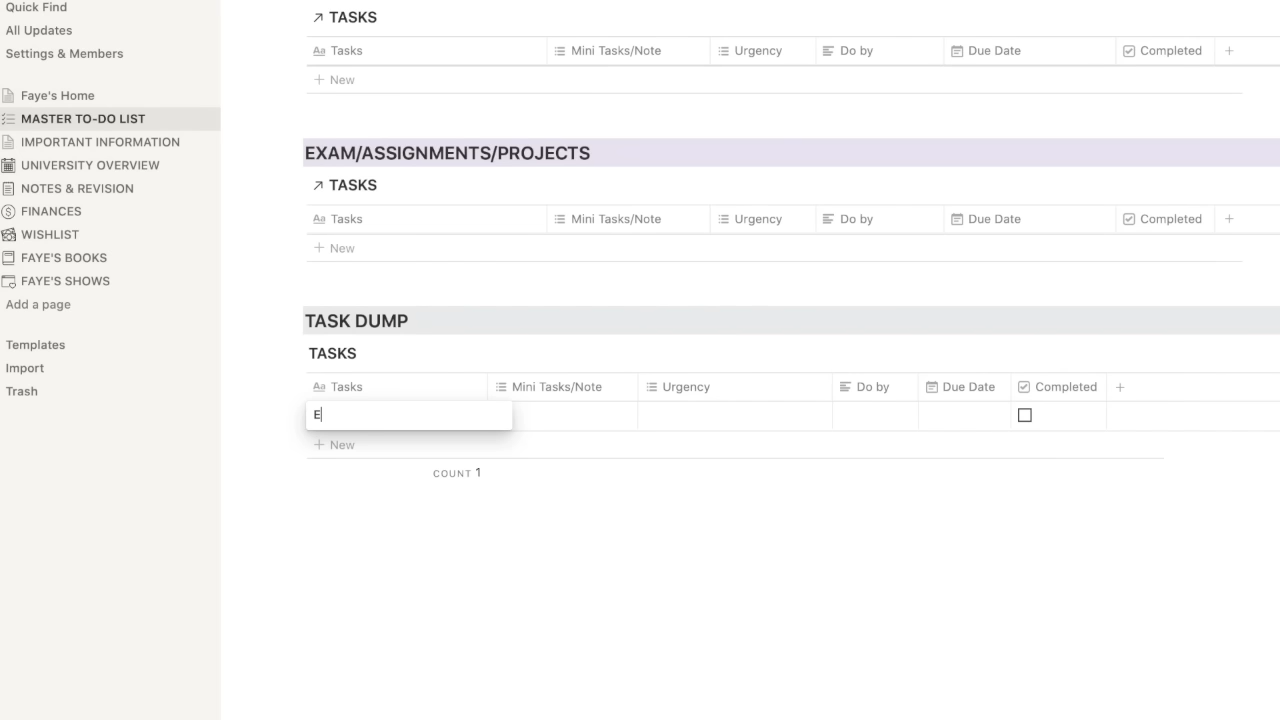 Quick Find
All Updates
Settings & Members
Faye's Home
MASTER TO-DO LIST
IMPORTANT INFORMATION
UNIVERSITY OVERVIEW
NOTES & REVISION
FINANCES
WISHLIST
FAYE'S BOOKS
FAYE'S SHOWS
Add a page
Templates
Import
Trash
↗ TASKS
Aa Tasks Mini Tasks/Note Urgency Do by Due Date Completed +
+ New
EXAM/ASSIGNMENTS/PROJECTS
↗ TASKS
Aa Tasks Mini Tasks/Note Urgency Do by Due Date Completed +
+ New
TASK DUMP
TASKS
Aa Tasks Mini Tasks/Note Urgency Do by Due Date Completed +
E
+ New
COUNT 1